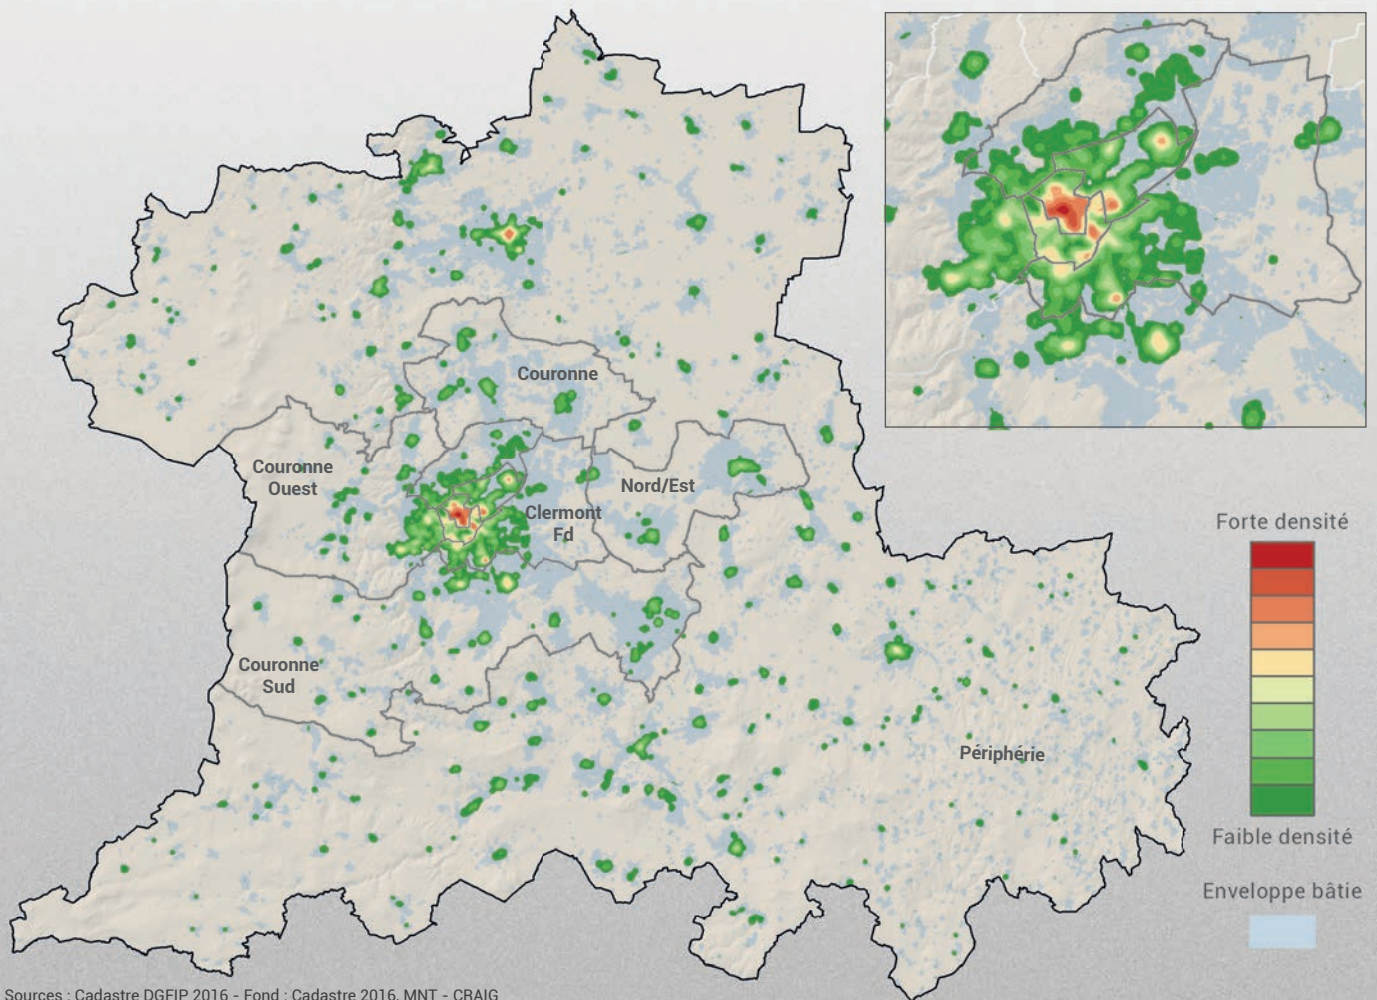 Couronne
Couronne
Ouest
Nord/Est
Clermont
Fd
Couronne
Sud
Périphérie
Forte densité
Faible densité
Enveloppe bâtie
Sources : Cadastre DGFIP 2016 - Fond : Cadastre 2016, MNT - CRAIG